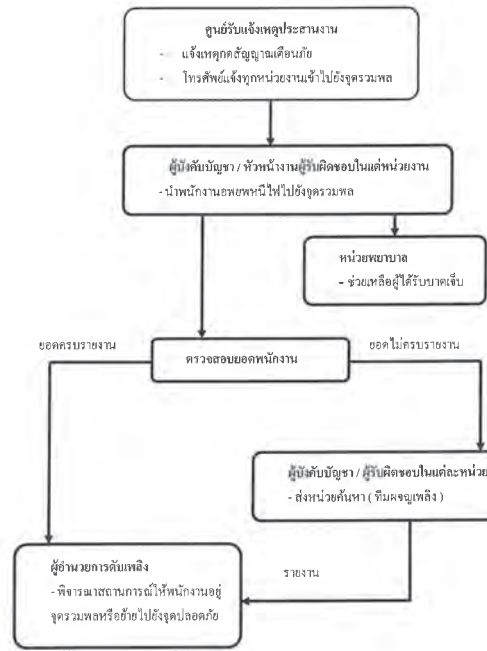 ศูนย์รับแจ้งเหตุประสานงาน
- แจ้งเหตุกดสัญญาณเตือนภัย
- โทรศัพย์แจ้งทุกหน่วยงานเข้าไปยังจุดรวมพล
ผู้บังคับบัญชา / หัวหน้างานผู้รับผิดชอบในแต่หน่วยงาน
- นำพนักงานอพยพหนีไฟไปยังจุดรวมพล
หน่วยพยาบาล
- ช่วยเหลือผู้ได้รับบาดเจ็บ
ยอดครบรายงาน
ตรวจสอบยอดพนักงาน
ยอดไม่ครบรายงาน
ผู้บังคับบัญชา / ผู้รับผิดชอบในแต่ละหน่วย
- ส่งหน่วยค้นหา ( ทีมผจญเพลิง )
ผู้อำนวยการดับเพลิง
- พิจารณาสถานการณ์ให้พนักงานอยู่
จุดรวมพลหรือย้ายไปยังจุดปลอดภัย
รายงาน